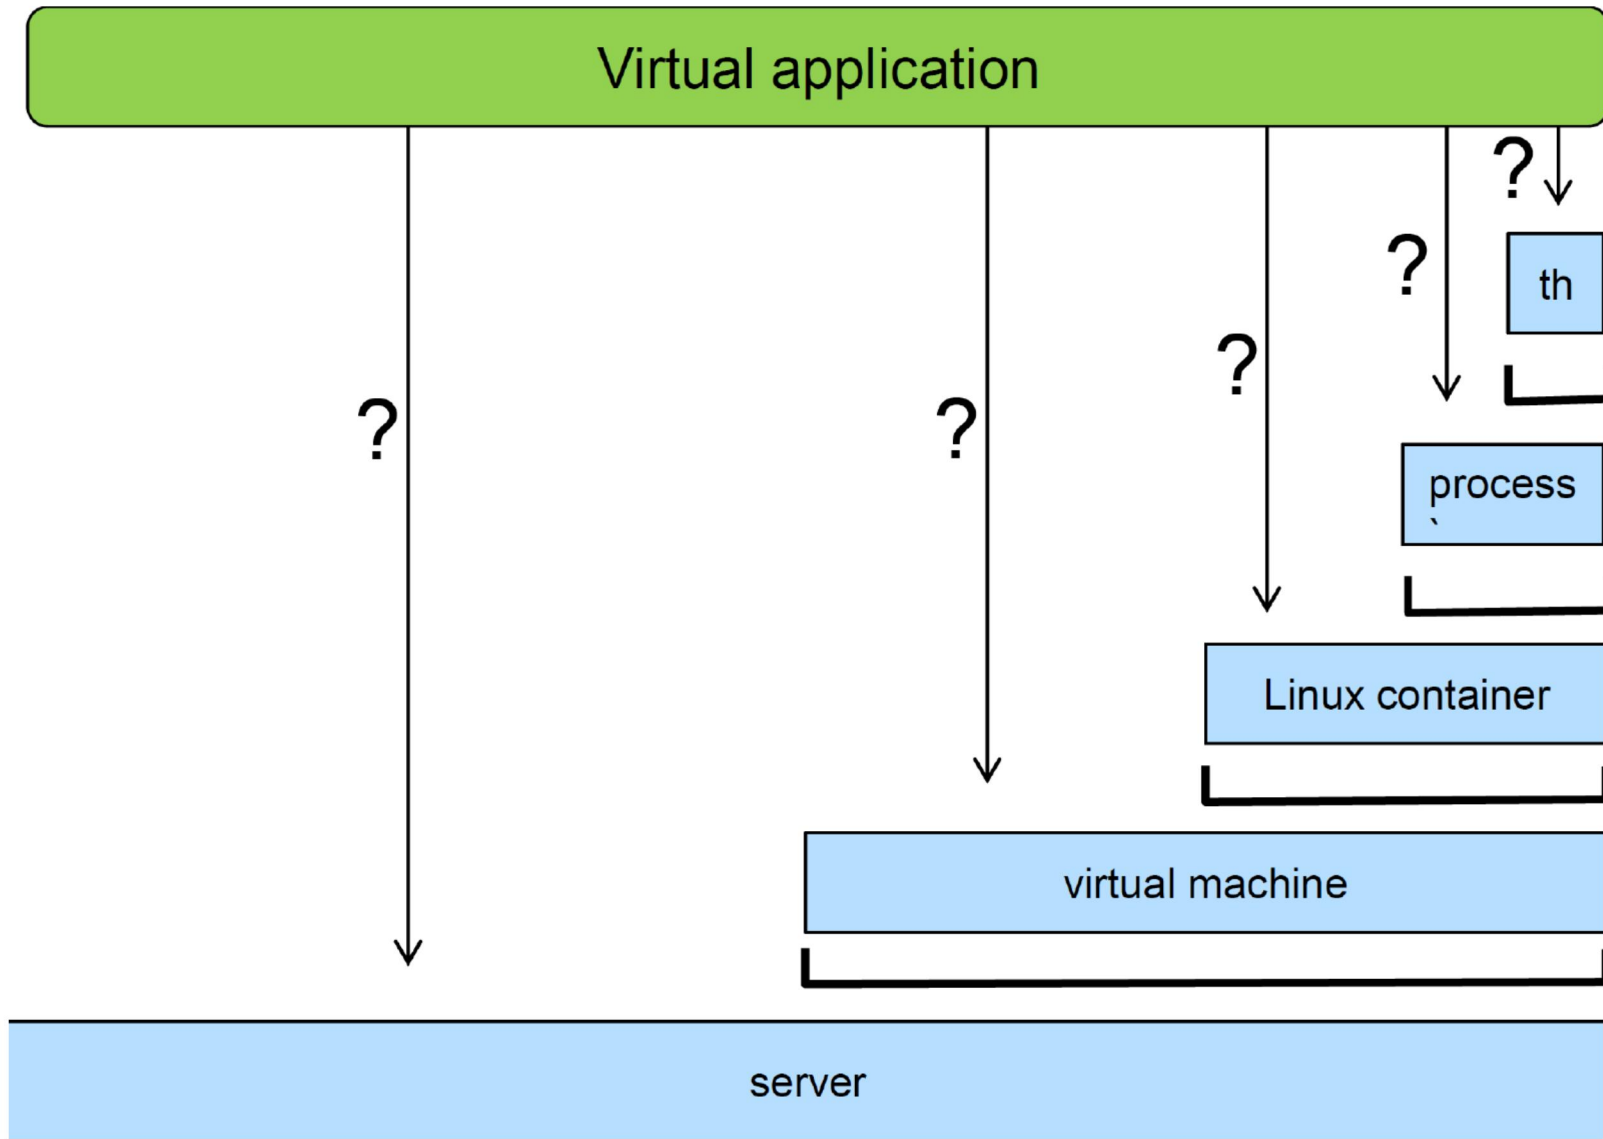 Virtual application
?
th
?
?
?
?
process
`
Linux container
virtual machine
server